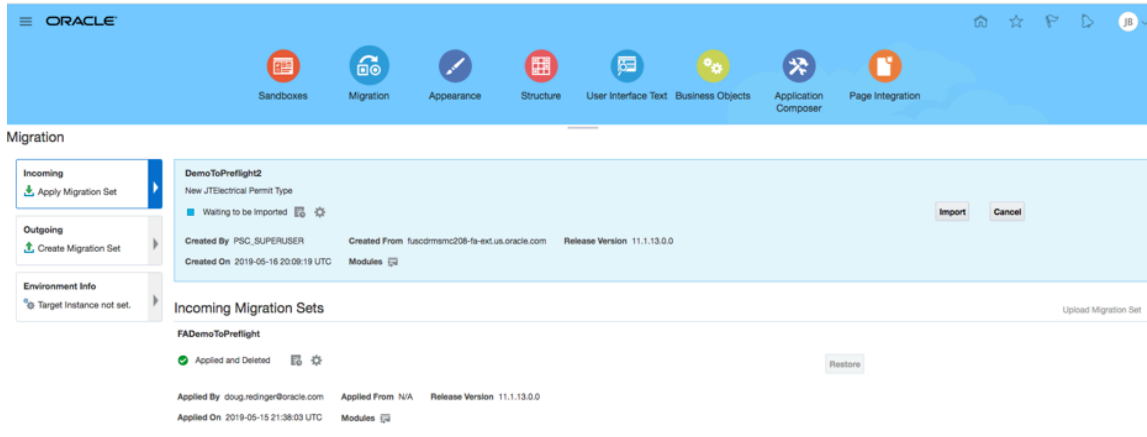 ORACLE
JB
Sandboxes
Migration
Appearance
Structure
User Interface Text
Business Objects
Application
Composer
Page Integration
Migration
Incoming
Apply Migration Set
Outgoing
Create Migration Set
Environment Info
Target Instance not set.
DemoToPreflight2
New JTElectrical Permit Type
Waiting to be Imported
Import
Cancel
Created By PSC_SUPERUSER Created From fuscdrmsmc208-fa-ext.us.oracle.com Release Version 11.1.13.0.0
Created On 2019-05-16 20:09:19 UTC Modules
Incoming Migration Sets
Upload Migration Set
FADemoToPreflight
Applied and Deleted
Restore
Applied By doug.redinger@oracle.com Applied From N/A Release Version 11.1.13.0.0
Applied On 2019-05-15 21:38:03 UTC Modules